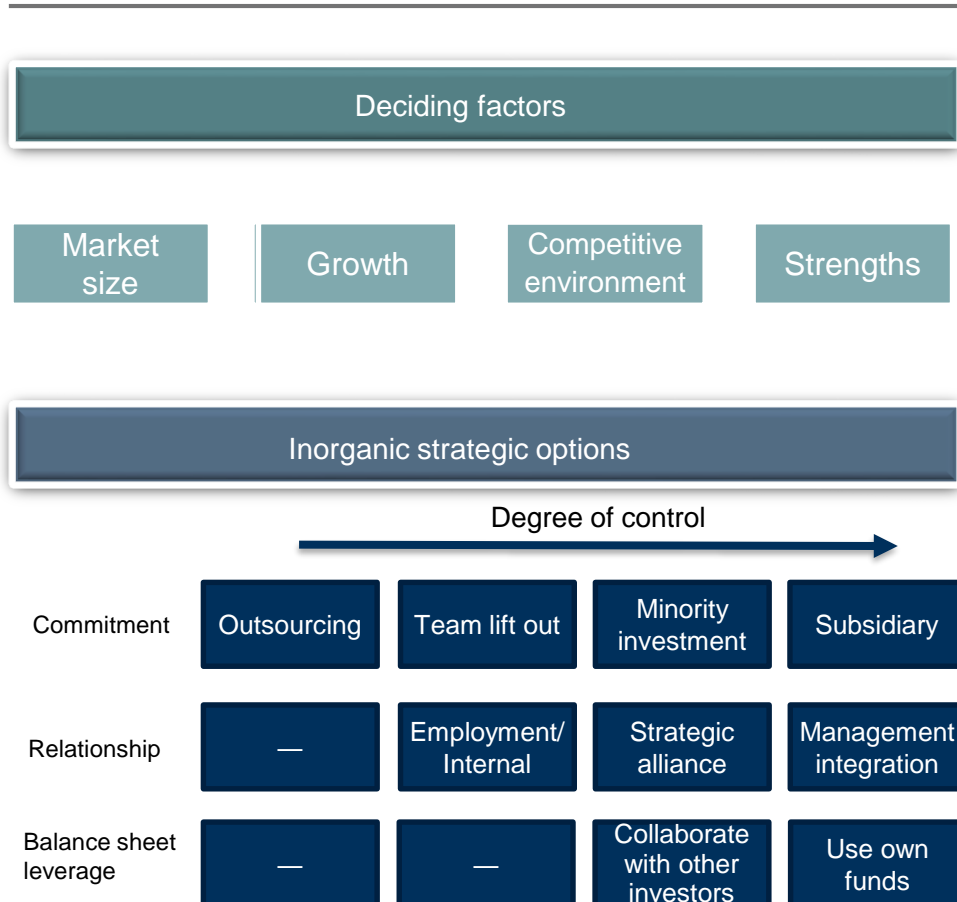 Deciding factors
Market
size
Growth
Competitive
environment
Strengths
Inorganic strategic options
Degree of control
Commitment
Outsourcing
Team lift out
Minority
investment
Subsidiary
Relationship
—
Employment/
Internal
Strategic
alliance
Management
integration
Balance sheet
leverage
—
—
Collaborate
with other
investors
Use own
funds